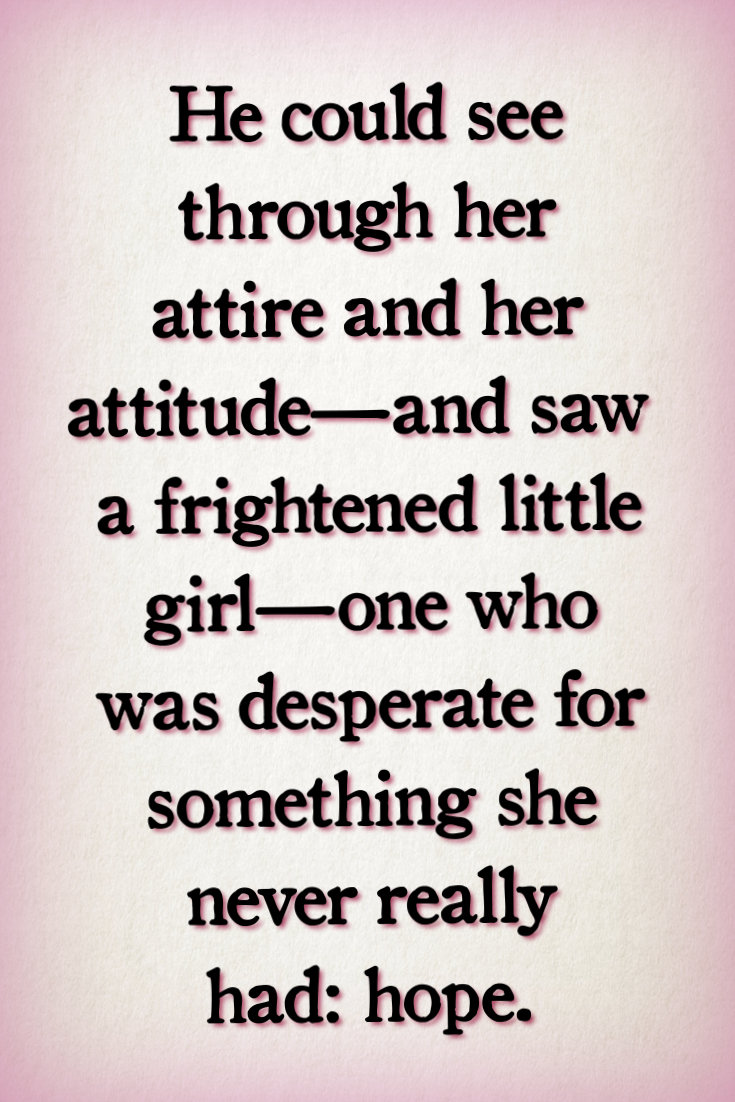 He could see
through her
attire and her
attitude—and saw
a frightened little
girl—one who
was desperate for
something she
never really
had: hope.